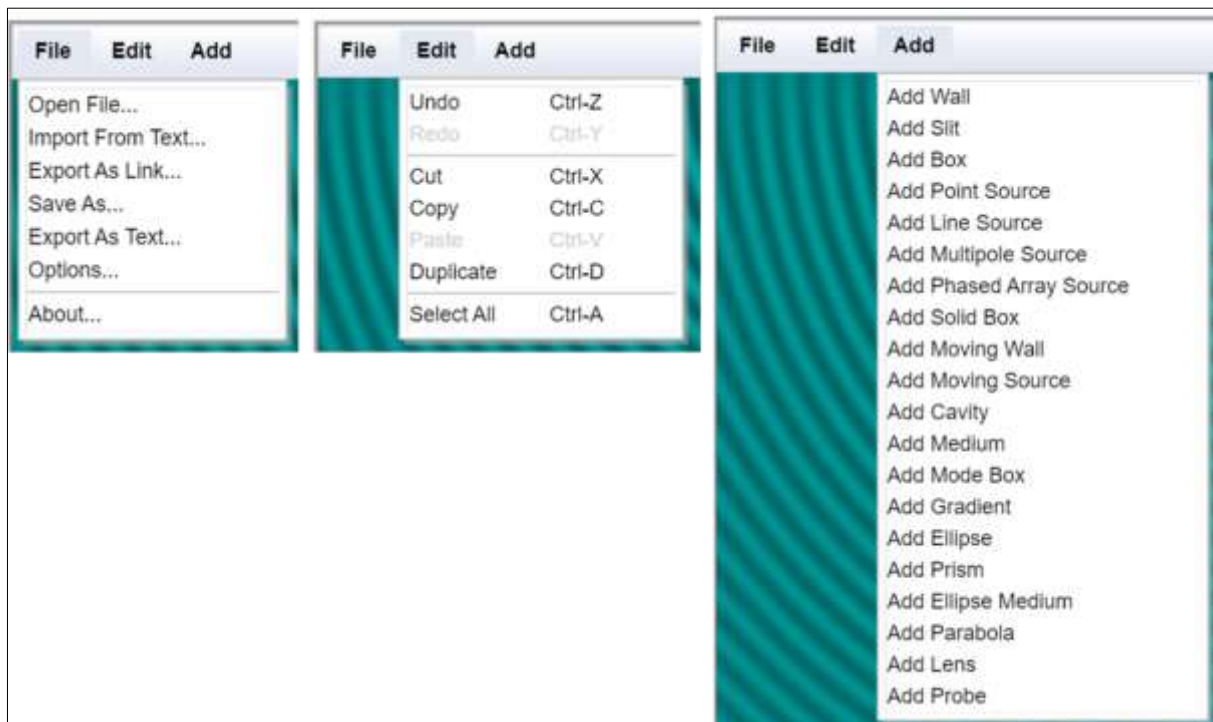 File Edit Add
Open File...
Import From Text...
Export As Link...
Save As...
Export As Text...
Options...
About...
File Edit Add
Undo Ctrl-Z
Redo Ctrl-Y
Cut Ctrl-X
Copy Ctrl-C
Paste Ctrl-V
Duplicate Ctrl-D
Select All Ctrl-A
File Edit Add
Add Wall
Add Slit
Add Box
Add Point Source
Add Line Source
Add Multipole Source
Add Phased Array Source
Add Solid Box
Add Moving Wall
Add Moving Source
Add Cavity
Add Medium
Add Mode Box
Add Gradient
Add Ellipse
Add Prism
Add Ellipse Medium
Add Parabola
Add Lens
Add Probe